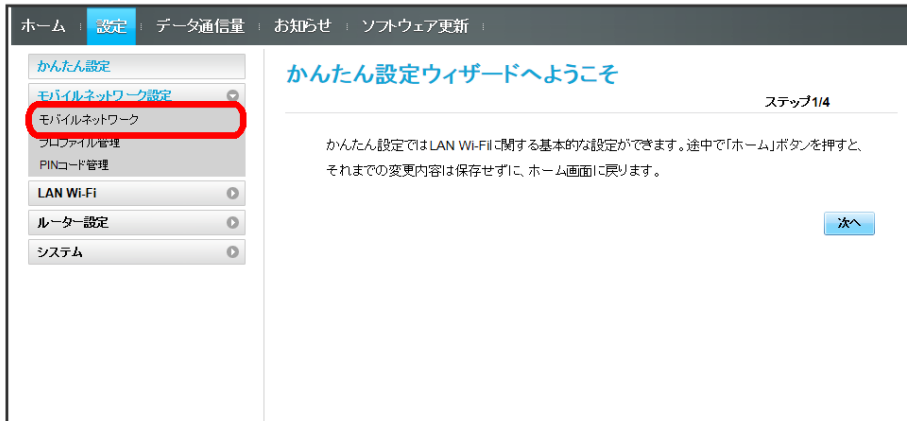 ホーム 設定 データ通信量 お知らせ ソフトウェア更新
かんたん設定
モバイルネットワーク設定
モバイルネットワーク
プロファイル管理
PINコード管理
LAN Wi-Fi
ルーター設定
システム
かんたん設定ウィザードへようこそ
ステップ1/4
かんたん設定ではLAN Wi-Fiに関する基本的な設定ができます。途中で「ホーム」ボタンを押すと、
それまでの変更内容は保存せずに、ホーム画面に戻ります。
次へ